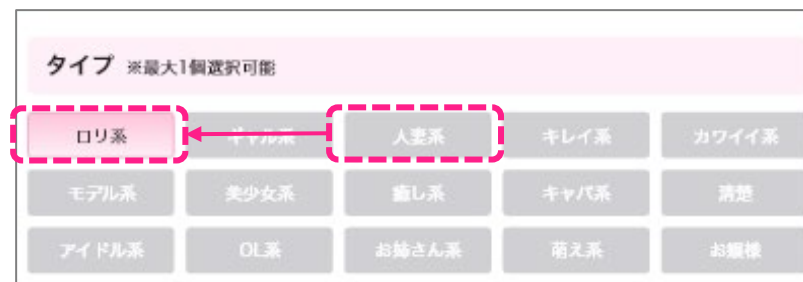 タイプ ※最大1個選択可能
ロリ系 ギャル系 人妻系 キレイ系 カワイイ系
モデル系 美少女系 癒し系 キャバ系 清楚
アイドル系 OL系 お姉さん系 萌え系 お嬢様